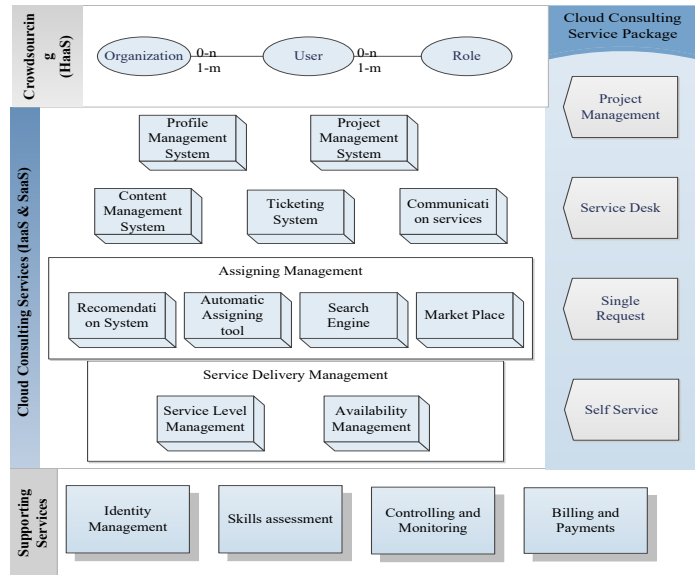 Crowdsourcin
g
(HaaS)
Organization
0-n
1-m
User
0-n
1-m
Role
Cloud Consulting
Service Package
Project
Management
Service Desk
Single
Request
Self Service
Cloud Consulting Services (IaaS & SaaS)
Profile
Management
System
Project
Management
System
Content
Management
System
Ticketing
System
Communicati
on services
Assigning Management
Recomendati
on System
Automatic
Assigning
tool
Search
Engine
Market Place
Service Delivery Management
Service Level
Management
Availability
Management
Supporting
Services
Identity
Management
Skills assessment
Controlling and
Monitoring
Billing and
Payments